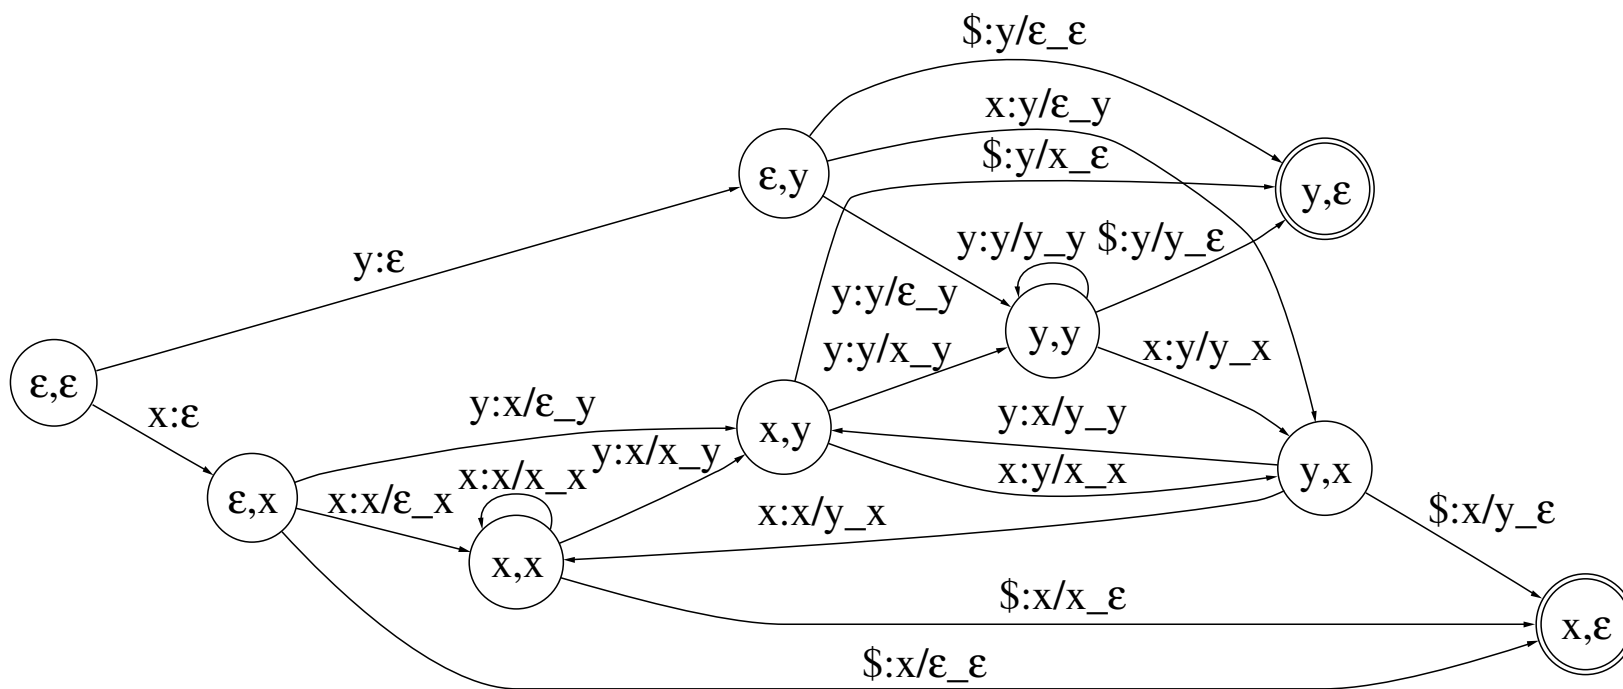 $:y/ε_ε
x:y/ε_y
$:y/x_ε
ε,y
y,ε
y:ε
y:y/y_y
$:y/y_ε
y:y/ε_y
y,y
y:y/x_y
x:y/y_x
ε,ε
x:ε
y:x/ε_y
x,y
y:x/y_y
y:x/x_y
x:x/x_x
x:y/x_x
y,x
ε,x
x:x/ε_x
x:x/y_x
$:x/y_ε
x,x
$:x/x_ε
x,ε
$:x/ε_ε